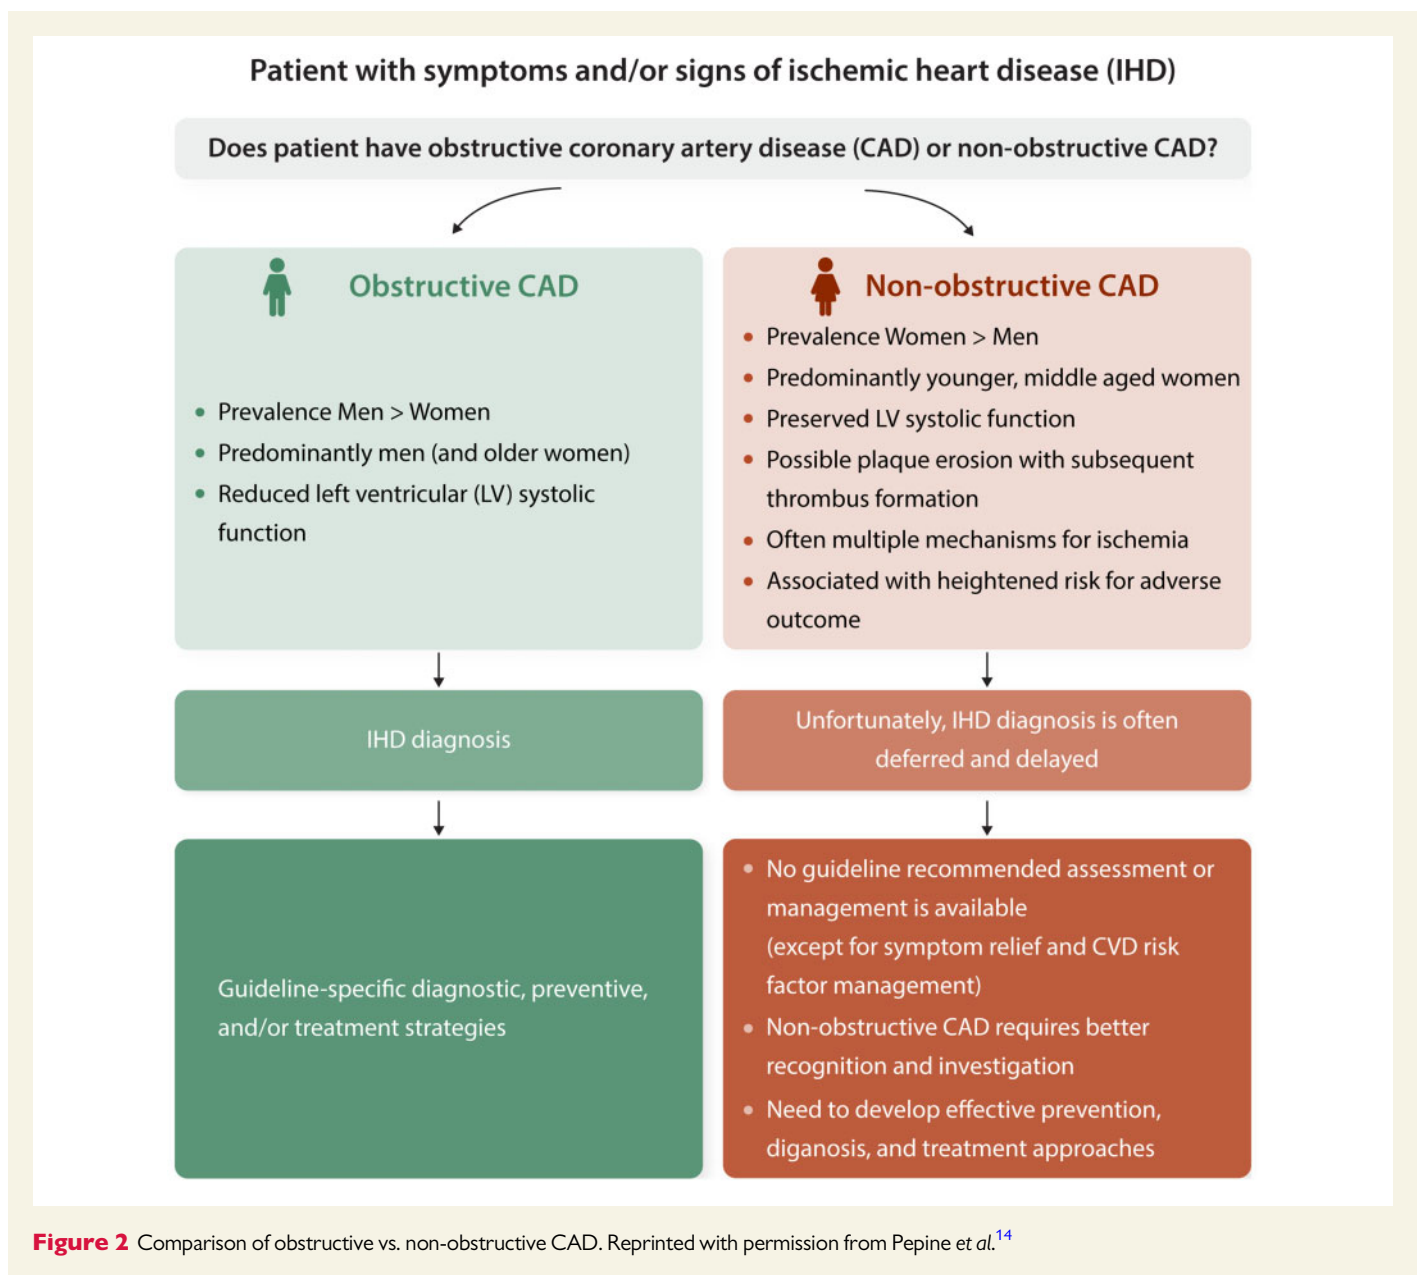 Patient with symptoms and/or signs of ischemic heart disease (IHD)
Does patient have obstructive coronary artery disease (CAD) or non-obstructive CAD?
Obstructive CAD
• Prevalence Men > Women
• Predominantly men (and older women)
• Reduced left ventricular (LV) systolic
function
IHD diagnosis
Guideline-specific diagnostic, preventive,
and/or treatment strategies
Non-obstructive CAD
• Prevalence Women > Men
• Predominantly younger, middle aged women
• Preserved LV systolic function
• Possible plaque erosion with subsequent
thrombus formation
• Often multiple mechanisms for ischemia
• Associated with heightened risk for adverse
outcome
Unfortunately, IHD diagnosis is often
deferred and delayed
• No guideline recommended assessment or
management is available
(except for symptom relief and CVD risk
factor management)
• Non-obstructive CAD requires better
recognition and investigation
• Need to develop effective prevention,
diganosis, and treatment approaches
Figure 2 Comparison of obstructive vs. non-obstructive CAD. Reprinted with permission from Pepine et al.14